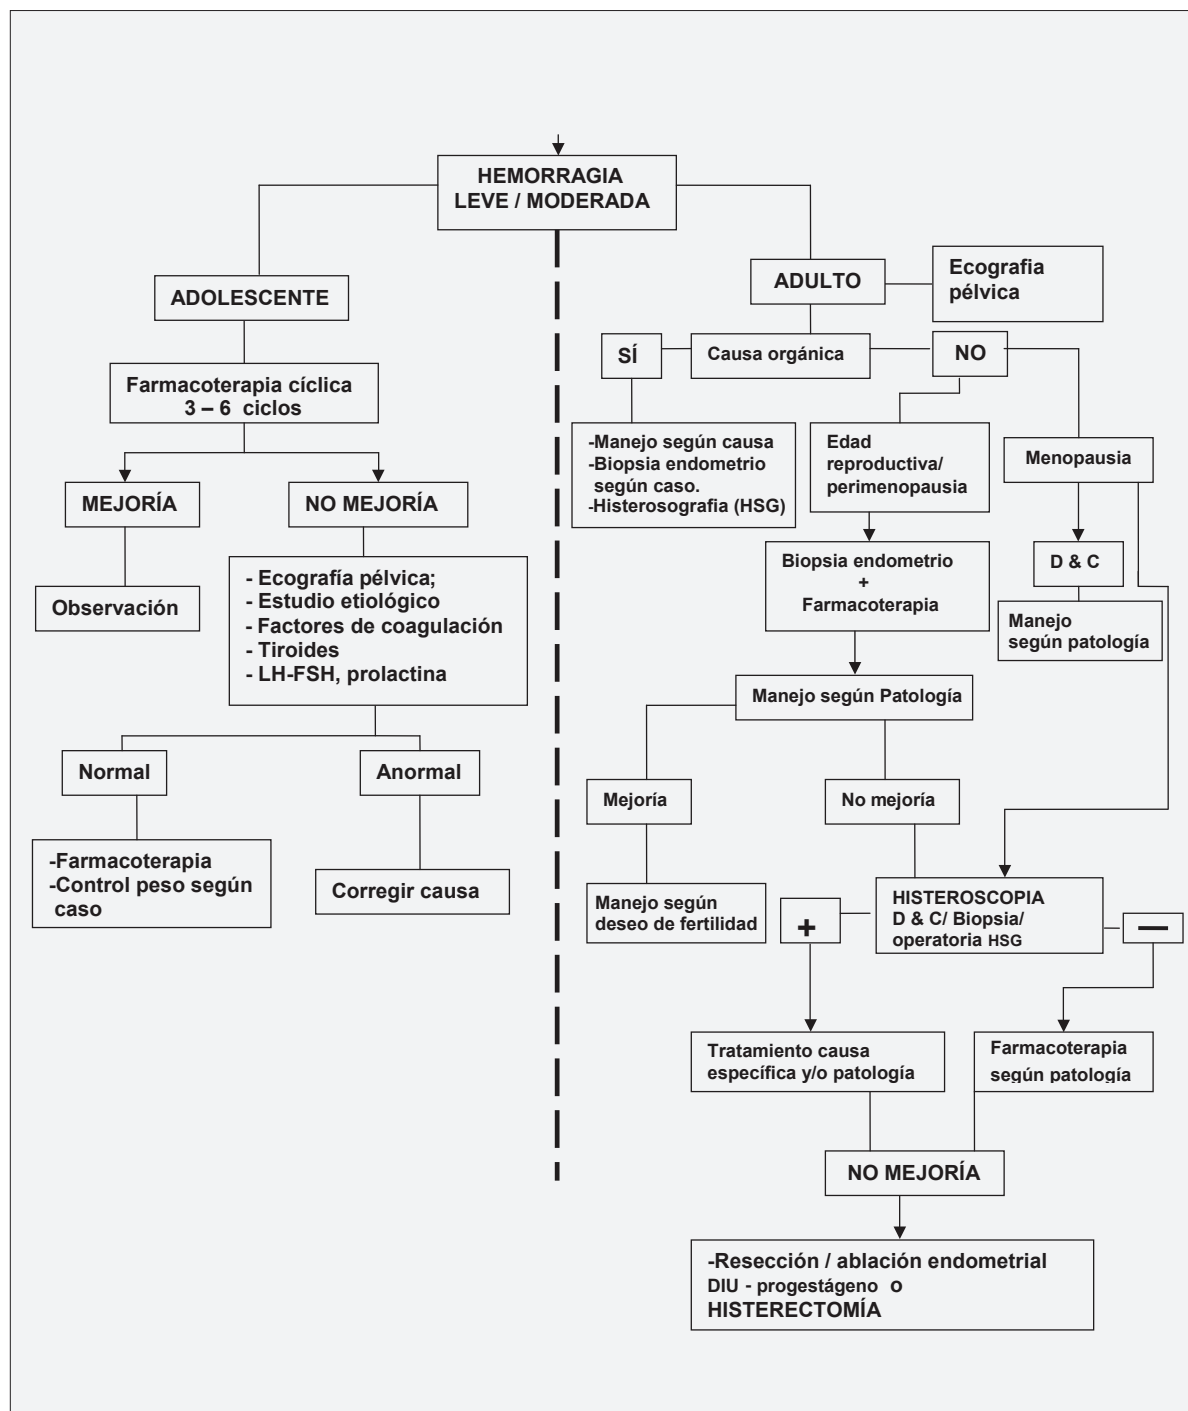 HEMORRAGIA
LEVE / MODERADA
ADOLESCENTE
Farmacoterapia cíclica
3 – 6 ciclos
MEJORÍA
NO MEJORÍA
Observación
- Ecografía pélvica;
- Estudio etiológico
- Factores de coagulación
- Tiroides
- LH-FSH, prolactina
Normal
Anormal
-Farmacoterapia
-Control peso según
caso
Corregir causa
ADULTO
Ecografia
pélvica
SÍ
Causa orgánica
NO
-Manejo según causa
-Biopsia endometrio
según caso.
-Histerosografia (HSG)
Edad
reproductiva/
perimenopausia
Menopausia
Biopsia endometrio
+
Farmacoterapia
D & C
Manejo
según patología
Manejo según Patología
Mejoría
No mejoría
Manejo según
deseo de fertilidad
+
HISTEROSCOPIA
D & C/ Biopsia/
operatoria HSG
—
Tratamiento causa
específica y/o patología
Farmacoterapia
según patología
NO MEJORÍA
-Resección / ablación endometrial
DIU - progestágeno o
HISTERECTOMÍA